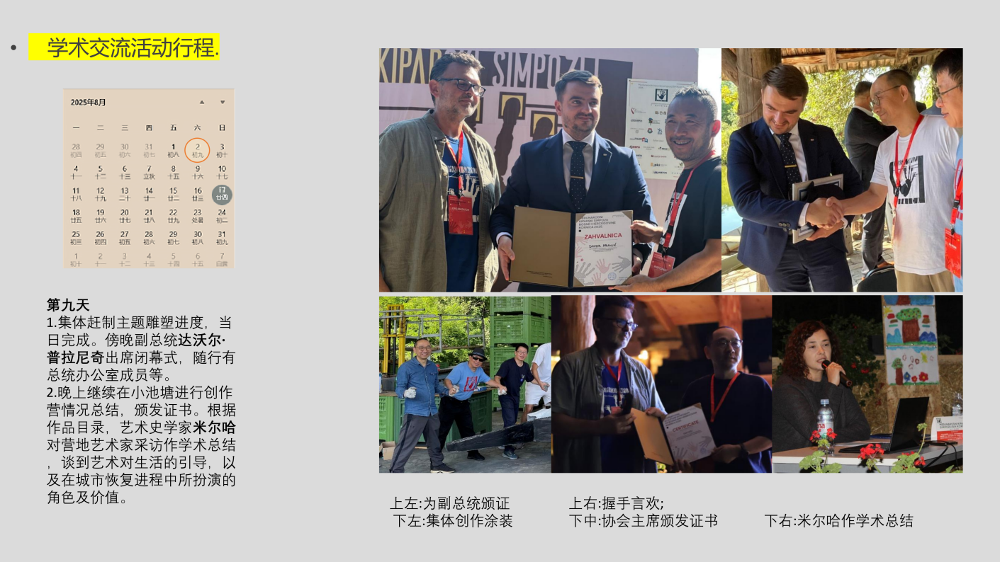 • 学术交流活动行程.
2025年8月
一 二 三 四 五 六 日
28 29 30 31 1 2 3
初四 初五 初六 初七 初八 初九 初十
4 5 6 7 8 9 10
十一 十二 十三 立秋 十五 十六 十七
11 12 13 14 15 16 17
十八 十九 二十 廿一 廿二 廿三 廿四
18 19 20 21 22 23 24
廿五 廿六 廿七 廿八 廿九 处暑 初二
25 26 27 28 29 30 31
初三 初四 初五 初六 初七 初八 初九
1 2 3 4 5 6 7
初十 十一 十二 十三 十四 十五 白露
第九天
1.集体赶制主题雕塑进度，当
日完成。傍晚副总统达沃尔·
普拉尼奇出席闭幕式，随行有
总统办公室成员等。
2.晚上继续在小池塘进行创作
营情况总结，颁发证书。根据
作品目录，艺术史学家米尔哈
对营地艺术家采访作学术总结
，谈到艺术对生活的引导，以
及在城市恢复进程中所扮演的
角色及价值。
KIPAR SIMPOZIJ
ZAHVALNICA
CERTIFICATE
上左:为副总统颁证 上右:握手言欢;
下左:集体创作涂装 下中:协会主席颁发证书 下右:米尔哈作学术总结